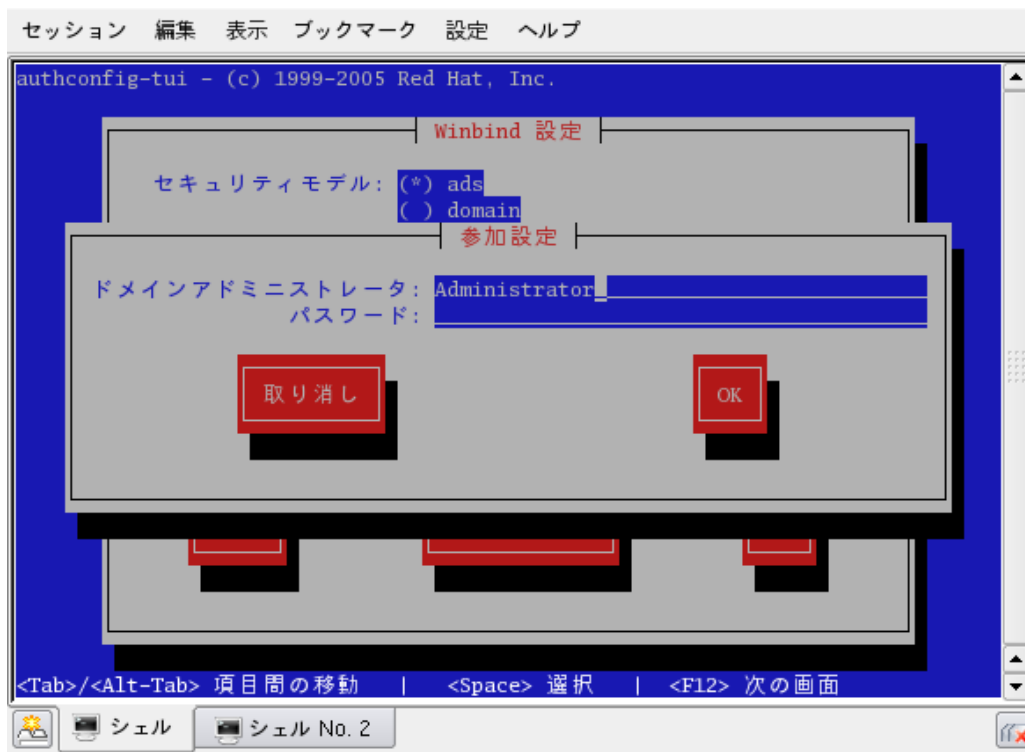 セッション 編集 表示 ブックマーク 設定 ヘルプ
authconfig-tui - (c) 1999-2005 Red Hat, Inc.
Winbind 設定
セキュリティモデル: (*) ads
( ) domain
参加設定
ドメインアドミニストレータ: Administrator_
パスワード:
取り消し OK
<Tab>/<Alt-Tab> 項目間の移動 | <Space> 選択 | <F12> 次の画面
シェル シェル No. 2